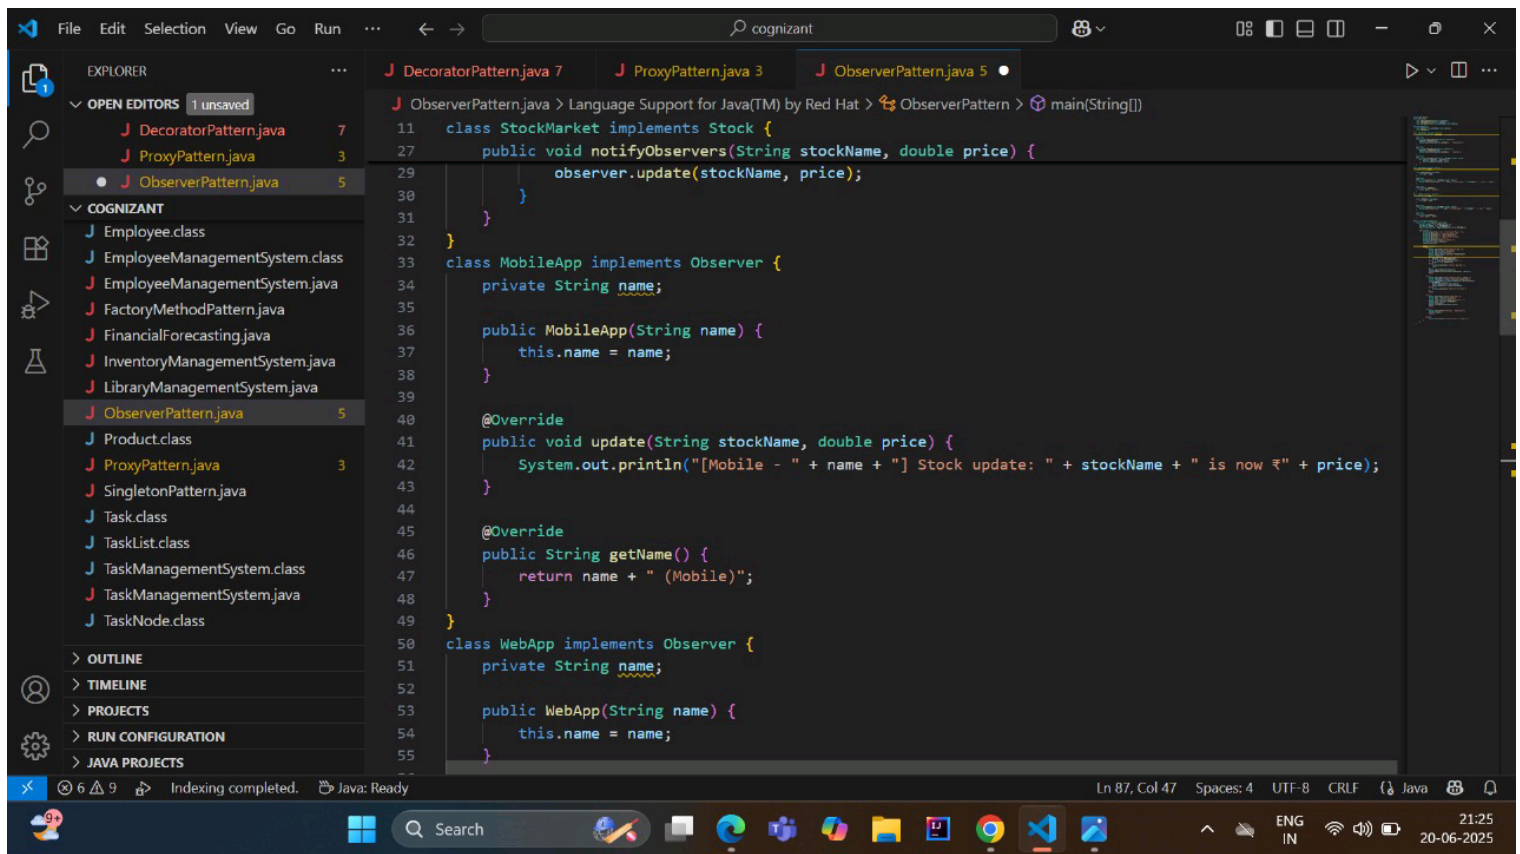 File Edit Selection View Go Run ···
cognizant
EXPLORER ···
DecoratorPattern.java 7
ProxyPattern.java 3
ObserverPattern.java 5
OPEN EDITORS 1 unsaved
DecoratorPattern.java 7
ProxyPattern.java 3
ObserverPattern.java 5
COGNIZANT
Employee.class
EmployeeManagementSystem.class
EmployeeManagementSystem.java
FactoryMethodPattern.java
FinancialForecasting.java
InventoryManagementSystem.java
LibraryManagementSystem.java
ObserverPattern.java 5
Product.class
ProxyPattern.java 3
SingletonPattern.java
Task.class
TaskList.class
TaskManagementSystem.class
TaskManagementSystem.java
TaskNode.class
OUTLINE
TIMELINE
PROJECTS
RUN CONFIGURATION
JAVA PROJECTS
ObserverPattern.java > Language Support for Java(TM) by Red Hat > ObserverPattern > main(String[])
11 class StockMarket implements Stock {
27 public void notifyObservers(String stockName, double price) {
29 observer.update(stockName, price);
30 }
31 }
32 }
33 class MobileApp implements Observer {
34 private String name;
35
36 public MobileApp(String name) {
37 this.name = name;
38 }
39
40 @Override
41 public void update(String stockName, double price) {
42 System.out.println("[Mobile - " + name + "] Stock update: " + stockName + " is now ₹" + price);
43 }
44
45 @Override
46 public String getName() {
47 return name + " (Mobile)";
48 }
49 }
50 class WebApp implements Observer {
51 private String name;
52
53 public WebApp(String name) {
54 this.name = name;
55 }
6 9 Indexing completed. Java: Ready
Ln 87, Col 47 Spaces: 4 UTF-8 CRLF Java
9+
Search
ENG
IN
21:25
20-06-2025